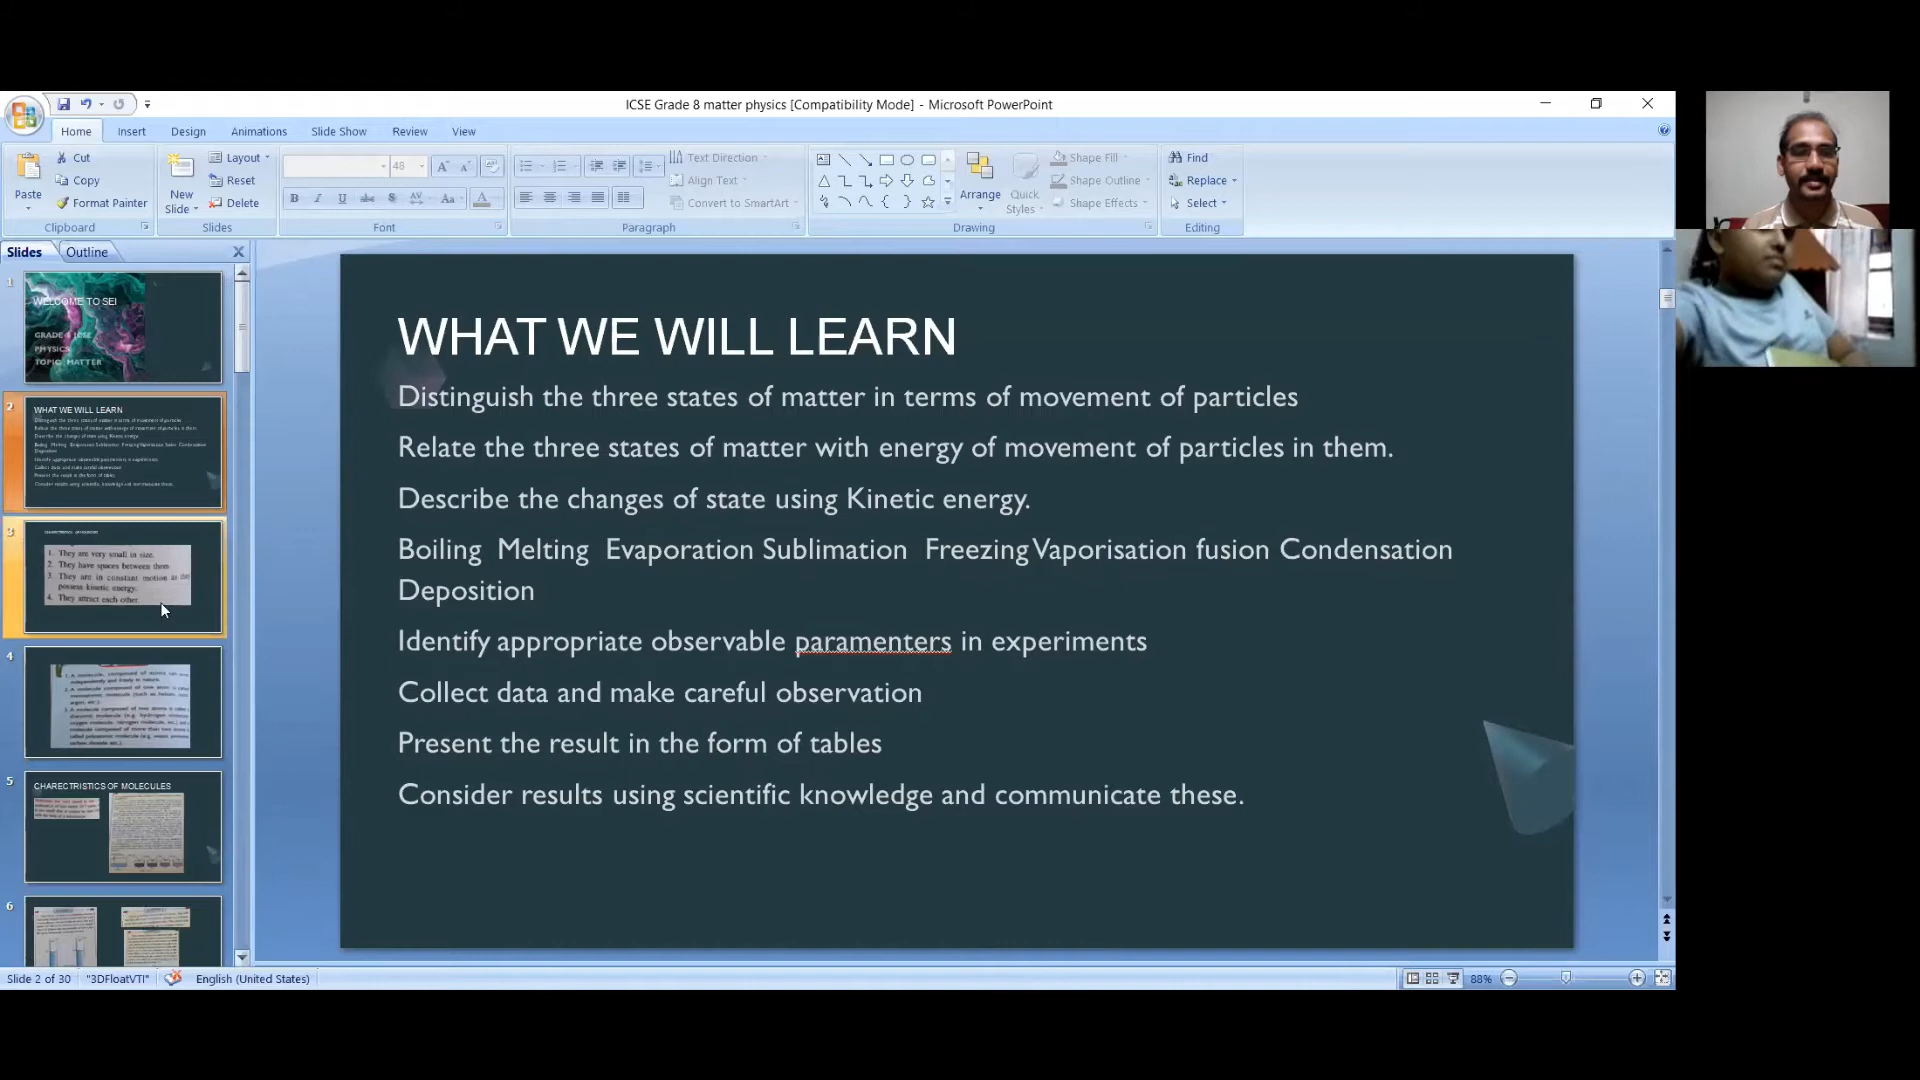 ICSE Grade 8 matter physics [Compatibility Mode] - Microsoft PowerPoint
Home Insert Design Animations Slide Show Review View
Paste
Cut
Copy
Format Painter
Clipboard
New Slide
Layout
Reset
Delete
Slides
48
Font
Text Direction
Align Text
Convert to SmartArt
Paragraph
Arrange
Quick Styles
Shape Fill
Shape Outline
Shape Effects
Drawing
Find
Replace
Select
Editing
Slides Outline
1
WELCOME TO SEI
PHYSICS
TOPIC MATTER
2
WHAT WE WILL LEARN
3
1. They are very small in size.
2. They have spaces between them
3. They are in constant motion as
possess kinetic energy.
4. They attract each other
4
5
CHARECTRISTICS OF MOLECULES
6
WHAT WE WILL LEARN
Distinguish the three states of matter in terms of movement of particles
Relate the three states of matter with energy of movement of particles in them.
Describe the changes of state using Kinetic energy.
Boiling Melting Evaporation Sublimation Freezing Vaporisation fusion Condensation
Deposition
Identify appropriate observable paramenters in experiments
Collect data and make careful observation
Present the result in the form of tables
Consider results using scientific knowledge and communicate these.
Slide 2 of 30 "3DFloatVTI" English (United States) 88%